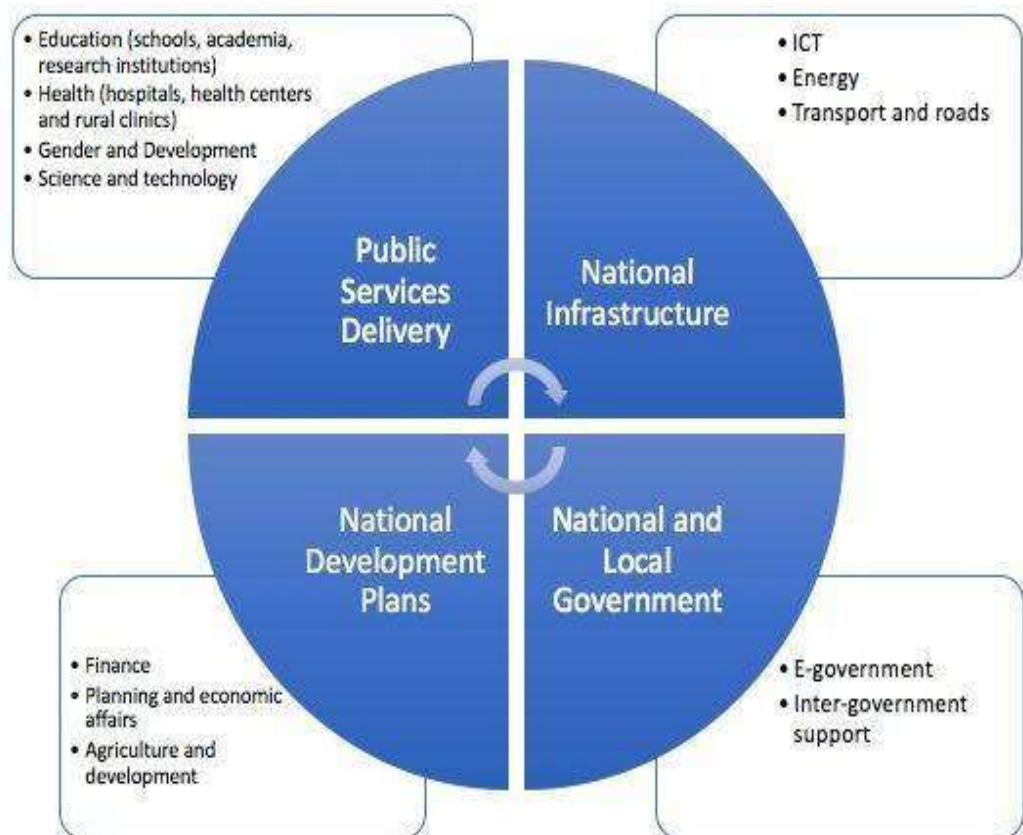 • Education (schools, academia,
research institutions)
• Health (hospitals, health centers
and rural clinics)
• Gender and Development
• Science and technology
• ICT
• Energy
• Transport and roads
Public
Services
Delivery
National
Infrastructure
National
Development
Plans
National and
Local
Government
• Finance
• Planning and economic
affairs
• Agriculture and
development
• E-government
• Inter-government
support